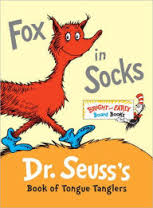 Fox
in
Socks
BRIGHT and EARLY
Board Books
Dr. Seuss's
Book of Tongue Tanglers